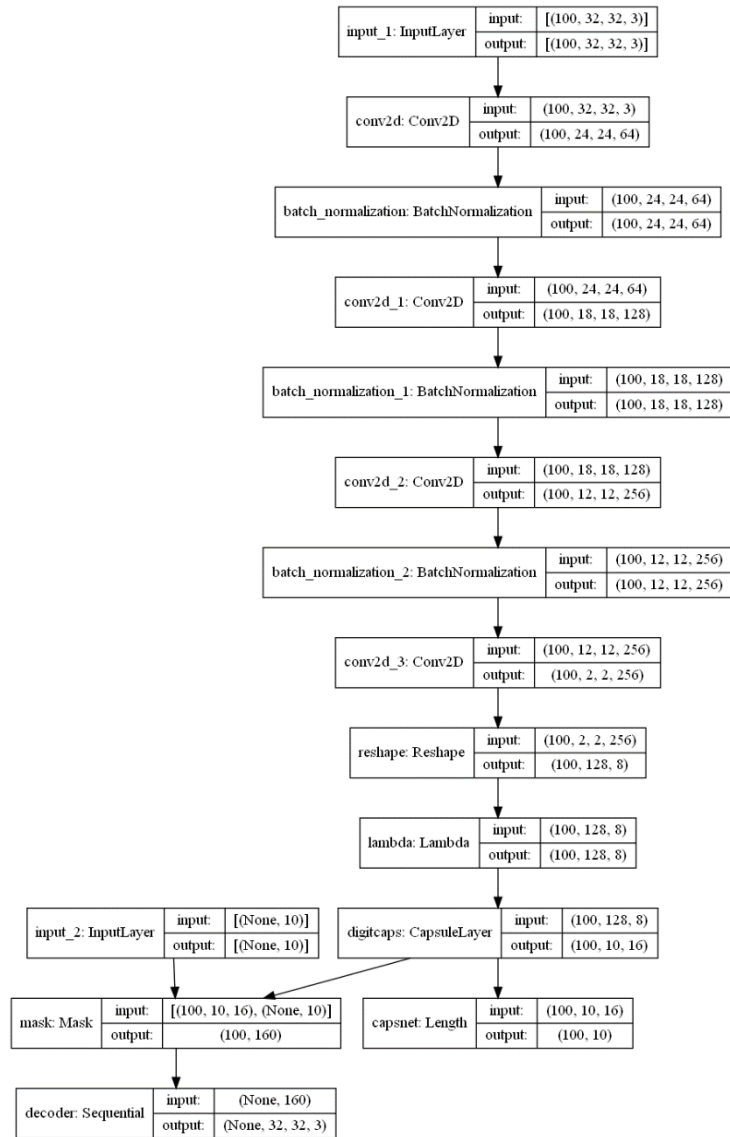 input_1: InputLayer
input: [(100, 32, 32, 3)]
output: [(100, 32, 32, 3)]
conv2d: Conv2D
input: (100, 32, 32, 3)
output: (100, 24, 24, 64)
batch_normalization: BatchNormalization
input: (100, 24, 24, 64)
output: (100, 24, 24, 64)
conv2d_1: Conv2D
input: (100, 24, 24, 64)
output: (100, 18, 18, 128)
batch_normalization_1: BatchNormalization
input: (100, 18, 18, 128)
output: (100, 18, 18, 128)
conv2d_2: Conv2D
input: (100, 18, 18, 128)
output: (100, 12, 12, 256)
batch_normalization_2: BatchNormalization
input: (100, 12, 12, 256)
output: (100, 12, 12, 256)
conv2d_3: Conv2D
input: (100, 12, 12, 256)
output: (100, 2, 2, 256)
reshape: Reshape
input: (100, 2, 2, 256)
output: (100, 128, 8)
lambda: Lambda
input: (100, 128, 8)
output: (100, 128, 8)
input_2: InputLayer
input: [(None, 10)]
output: [(None, 10)]
digitcaps: CapsuleLayer
input: (100, 128, 8)
output: (100, 10, 16)
mask: Mask
input: [(100, 10, 16), (None, 10)]
output: (100, 160)
capsnet: Length
input: (100, 10, 16)
output: (100, 10)
decoder: Sequential
input: (None, 160)
output: (None, 32, 32, 3)